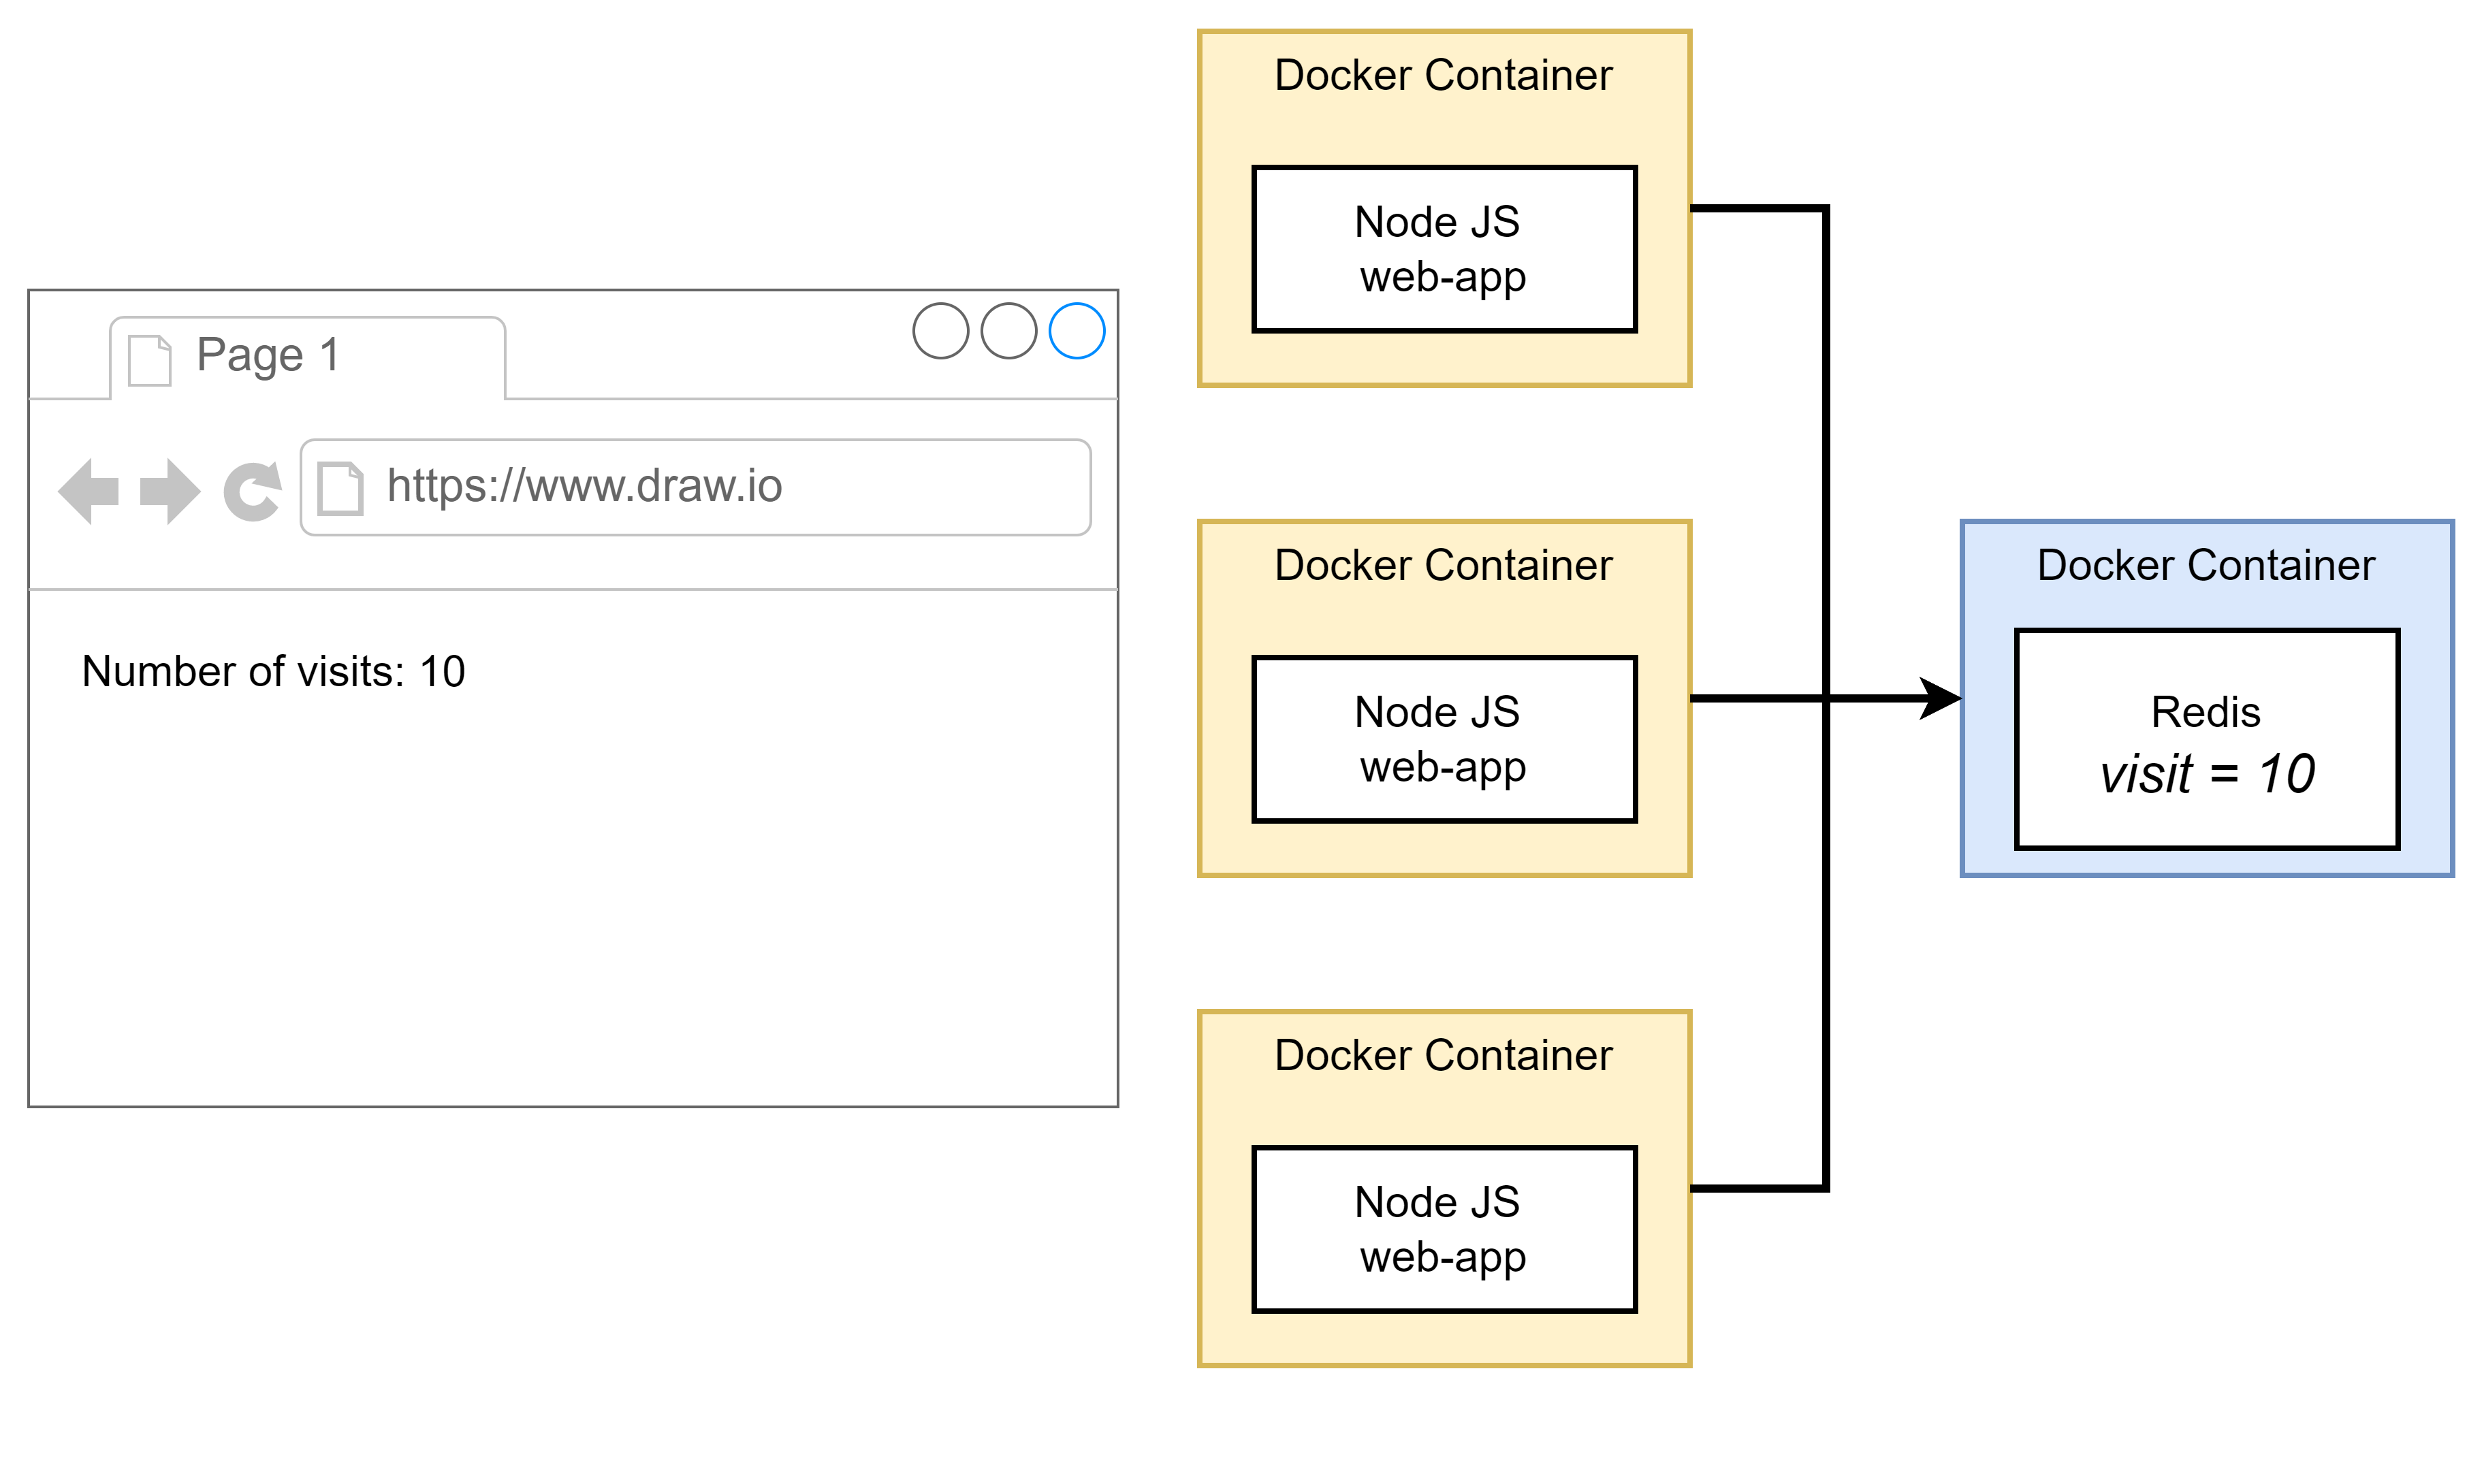 Page 1
https://www.draw.io
Number of visits: 10
Docker Container
Node JS
web-app
Docker Container
Node JS
web-app
Docker Container
Node JS
web-app
Docker Container
Redis
visit = 10